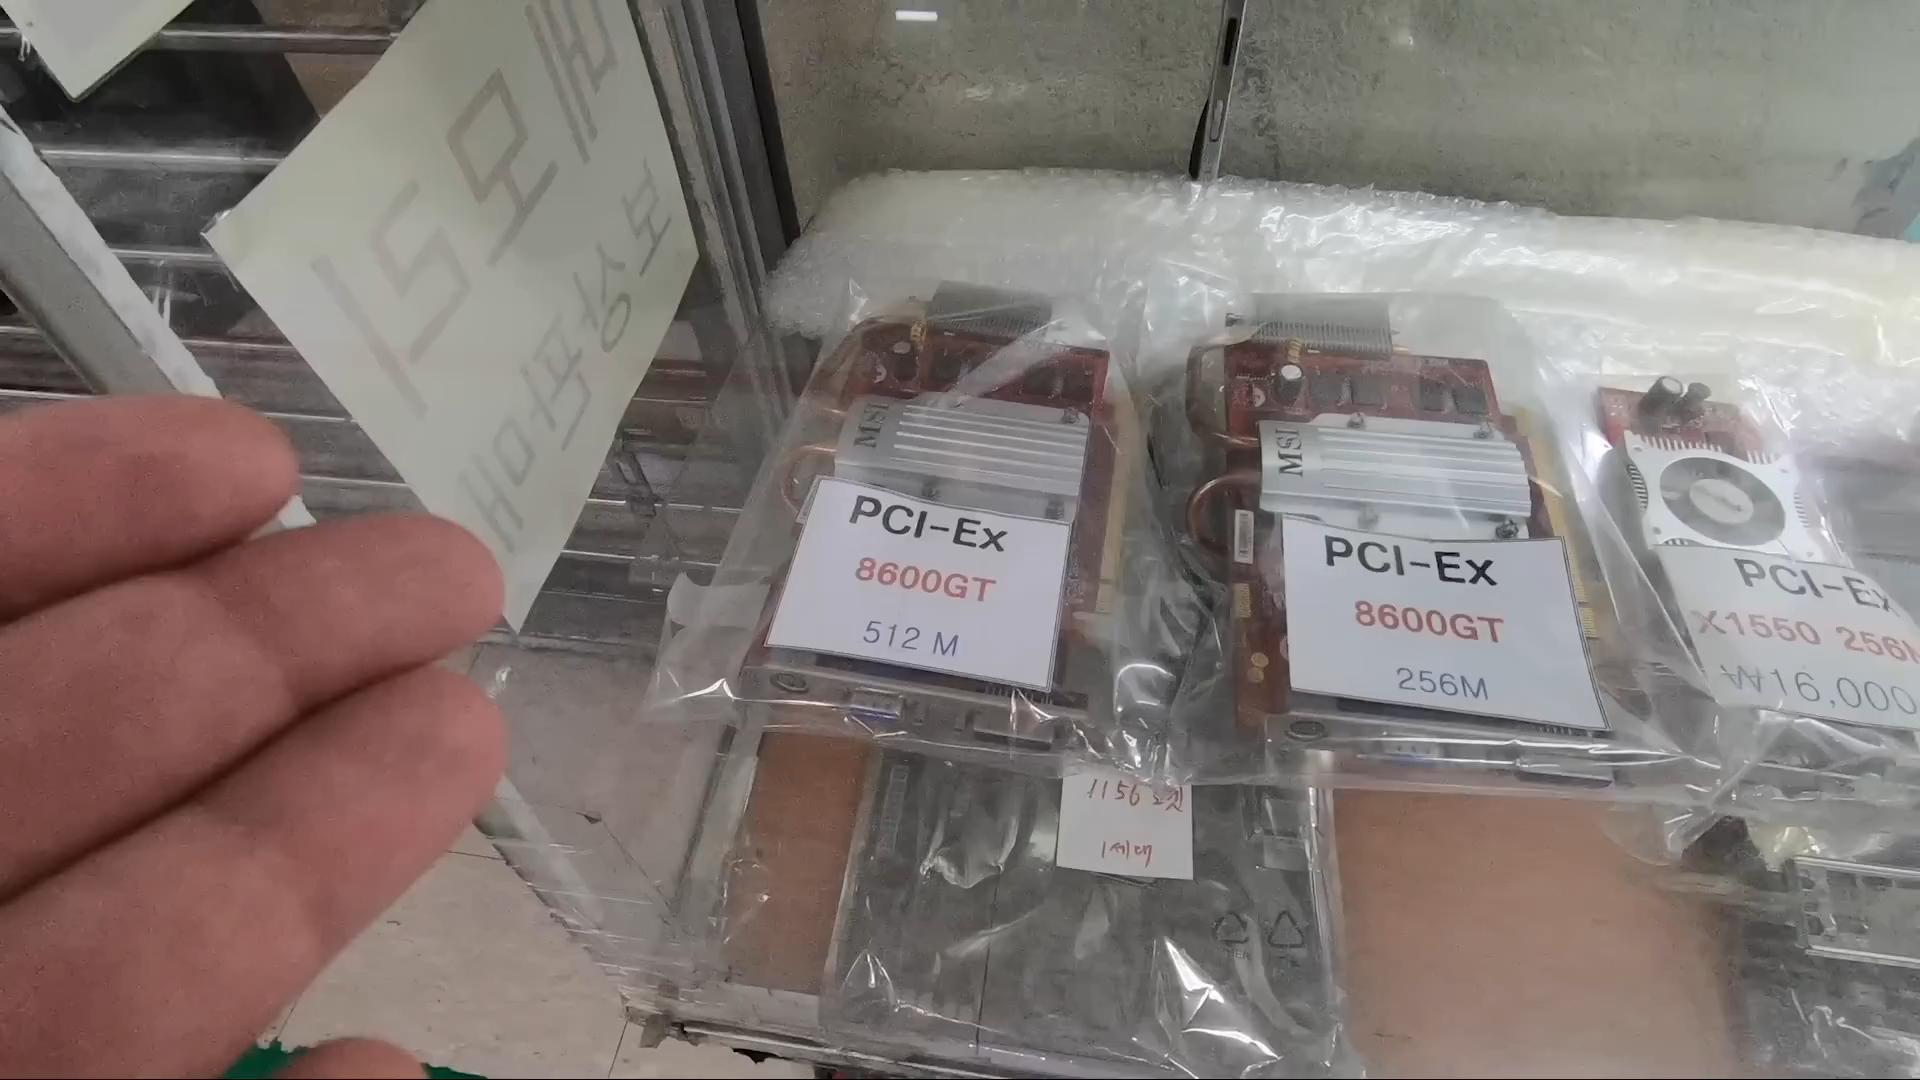 MSI
PCI-Ex
8600GT
512 M
MSI
PCI-Ex
8600GT
256M
PCI-Ex
X1550 256M
₩16,000
1156 소켓
1세대